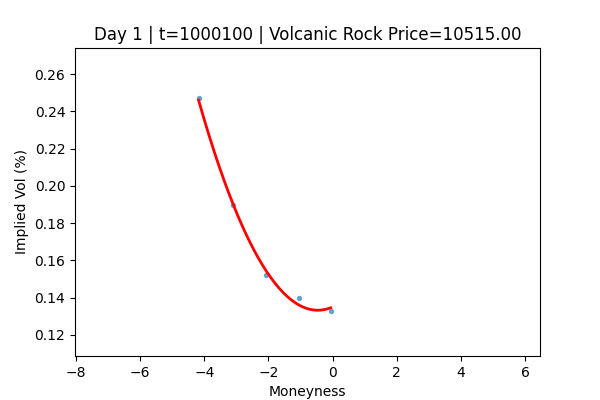 Day 1 | t=1000100 | Volcanic Rock Price=10515.00
0.26
0.24
0.22
0.20
0.18
0.16
0.14
0.12
Implied Vol (%)
−8 −6 −4 −2 0 2 4 6
Moneyness